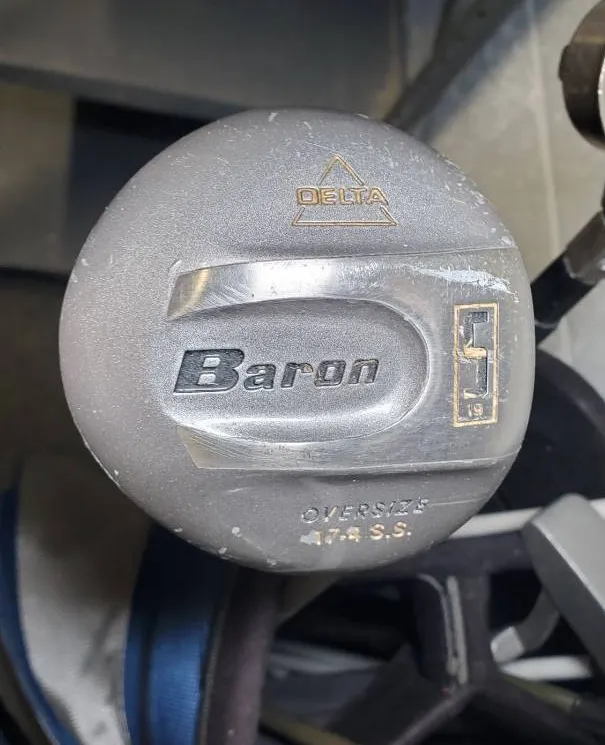 DELTA
Baron
5
19
OVERSIZE
17-4 S.S.